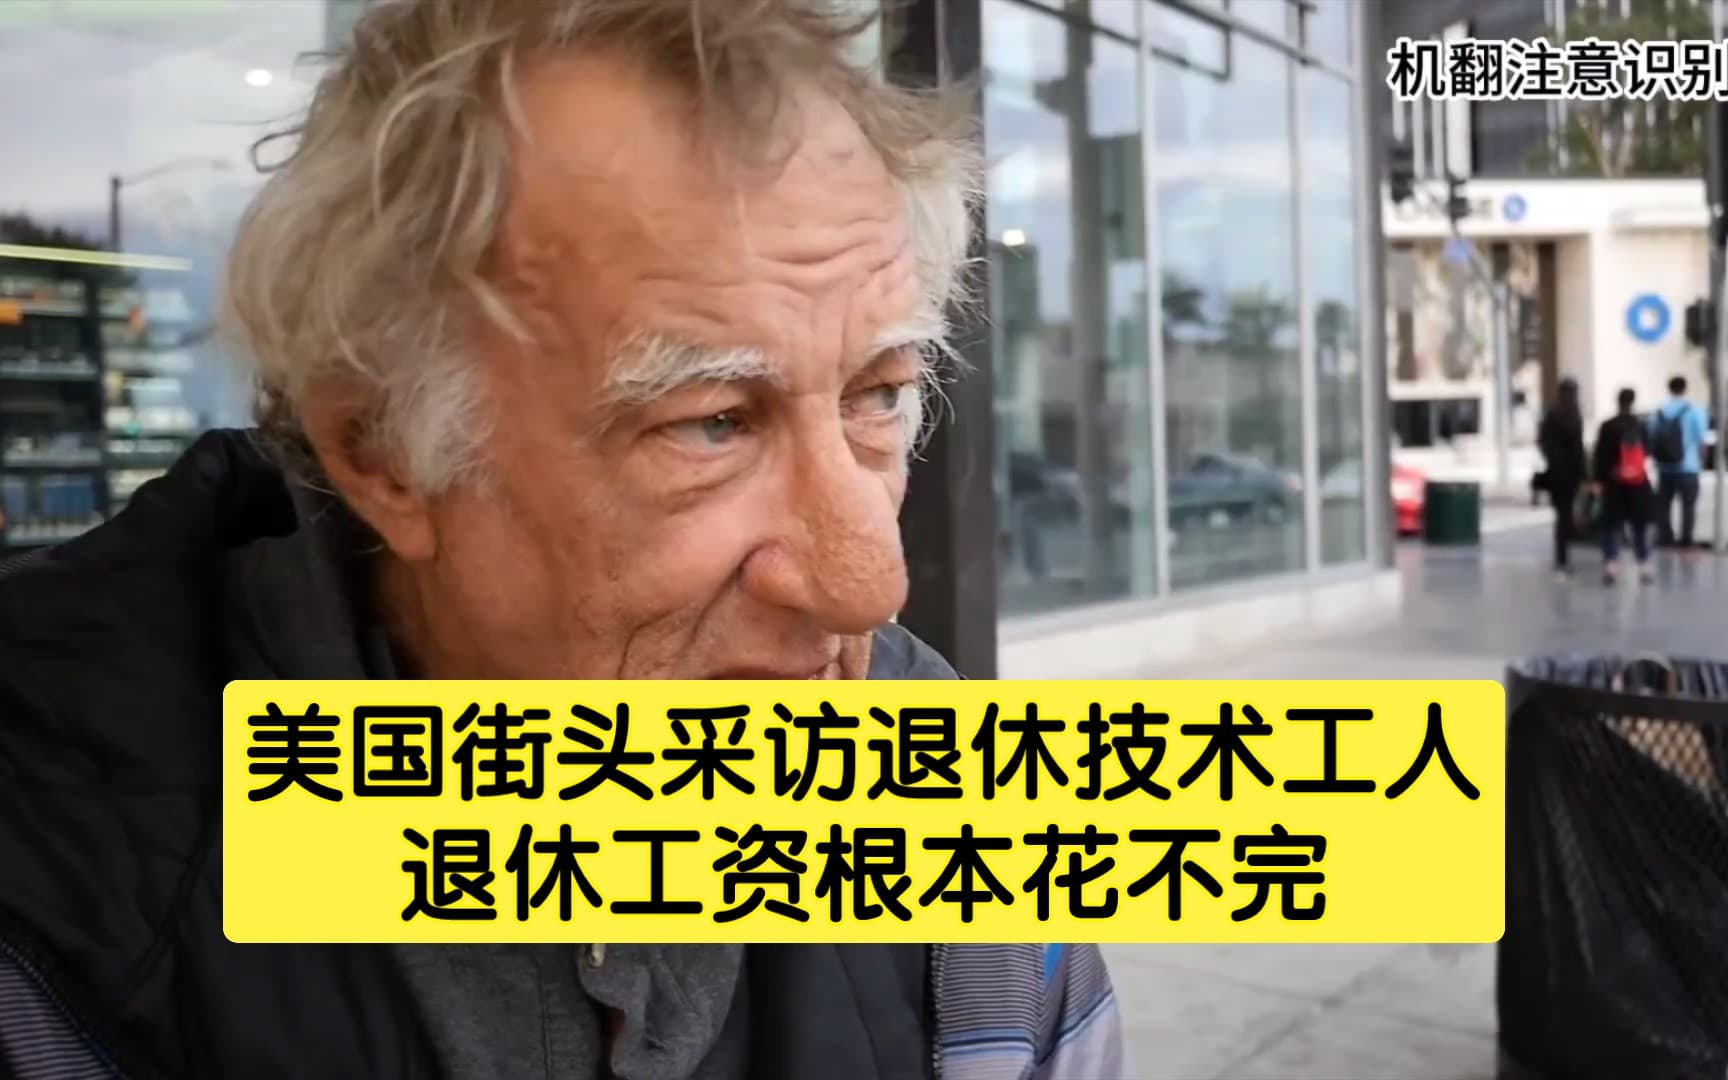 机翻注意识别
美国街头采访退休技术工人
退休工资根本花不完